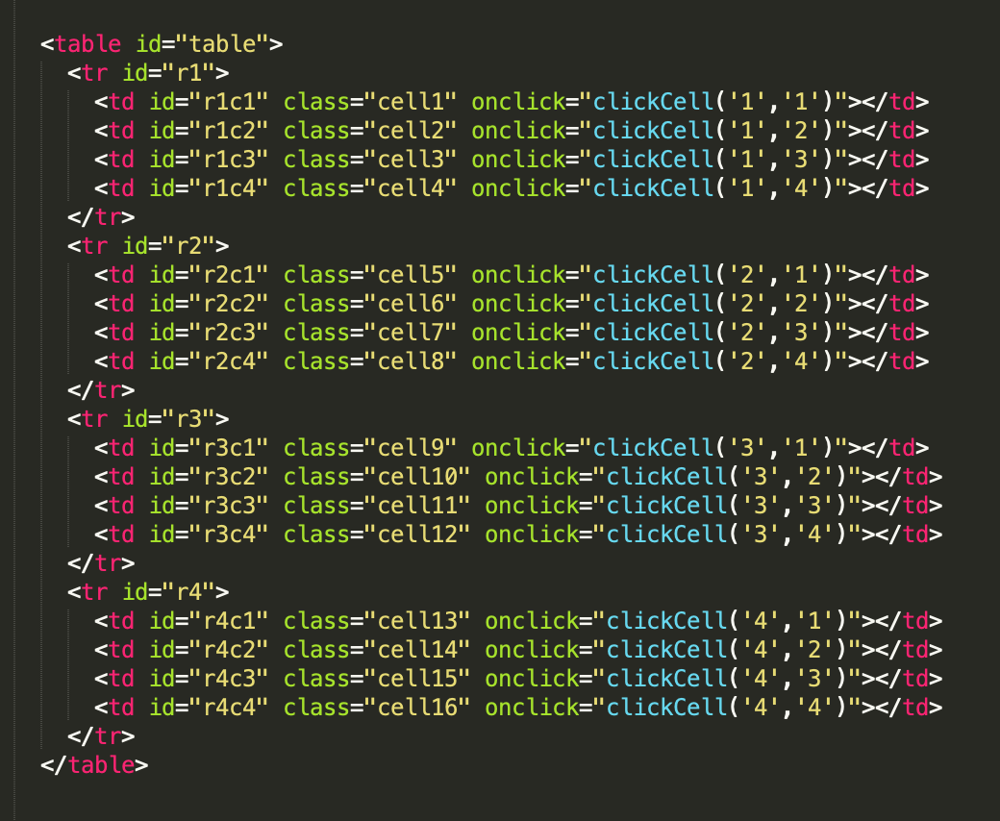 <table id="table">
<tr id="r1">
<td id="r1c1" class="cell1" onclick="clickCell('1','1')"></td>
<td id="r1c2" class="cell2" onclick="clickCell('1','2')"></td>
<td id="r1c3" class="cell3" onclick="clickCell('1','3')"></td>
<td id="r1c4" class="cell4" onclick="clickCell('1','4')"></td>
</tr>
<tr id="r2">
<td id="r2c1" class="cell5" onclick="clickCell('2','1')"></td>
<td id="r2c2" class="cell6" onclick="clickCell('2','2')"></td>
<td id="r2c3" class="cell7" onclick="clickCell('2','3')"></td>
<td id="r2c4" class="cell8" onclick="clickCell('2','4')"></td>
</tr>
<tr id="r3">
<td id="r3c1" class="cell9" onclick="clickCell('3','1')"></td>
<td id="r3c2" class="cell10" onclick="clickCell('3','2')"></td>
<td id="r3c3" class="cell11" onclick="clickCell('3','3')"></td>
<td id="r3c4" class="cell12" onclick="clickCell('3','4')"></td>
</tr>
<tr id="r4">
<td id="r4c1" class="cell13" onclick="clickCell('4','1')"></td>
<td id="r4c2" class="cell14" onclick="clickCell('4','2')"></td>
<td id="r4c3" class="cell15" onclick="clickCell('4','3')"></td>
<td id="r4c4" class="cell16" onclick="clickCell('4','4')"></td>
</tr>
</table>